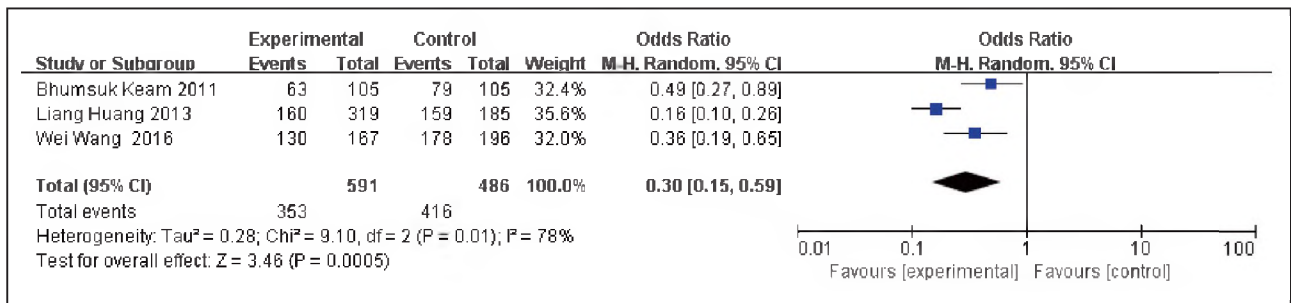 Experimental Control Odds Ratio Odds Ratio
Study or Subgroup Events Total Events Total Weight M-H. Random. 95% CI M-H. Random. 95% CI
Bhumsuk Keam 2011 63 105 79 105 32.4% 0.49 [0.27, 0.89]
Liang Huang 2013 160 319 159 185 35.6% 0.16 [0.10, 0.26]
Wei Wang 2016 130 167 178 196 32.0% 0.36 [0.19, 0.65]
Total (95% CI) 591 486 100.0% 0.30 [0.15, 0.59]
Total events 353 416
Heterogeneity: Tau² = 0.28; Chi² = 9.10, df = 2 (P = 0.01); I² = 78%
Test for overall effect: Z = 3.46 (P = 0.0005)
0.01 0.1 1 10 100
Favours [experimental] Favours [control]